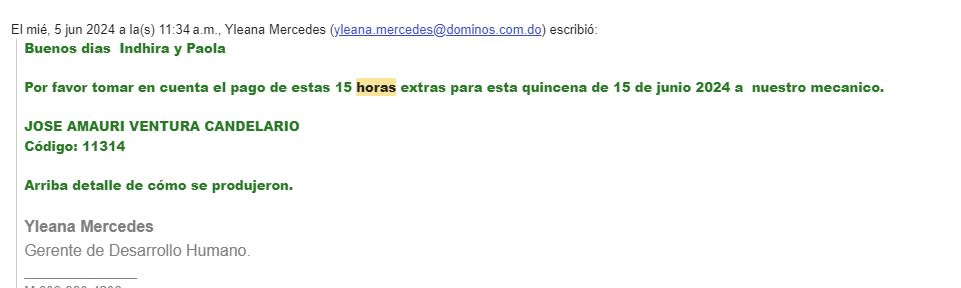 El mié, 5 jun 2024 a la(s) 11:34 a.m., Yleana Mercedes (yleana.mercedes@dominos.com.do) escribió:
Buenos dias Indhira y Paola
Por favor tomar en cuenta el pago de estas 15 horas extras para esta quincena de 15 de junio 2024 a nuestro mecanico.
JOSE AMAURI VENTURA CANDELARIO
Código: 11314
Arriba detalle de cómo se produjeron.
Yleana Mercedes
Gerente de Desarrollo Humano.